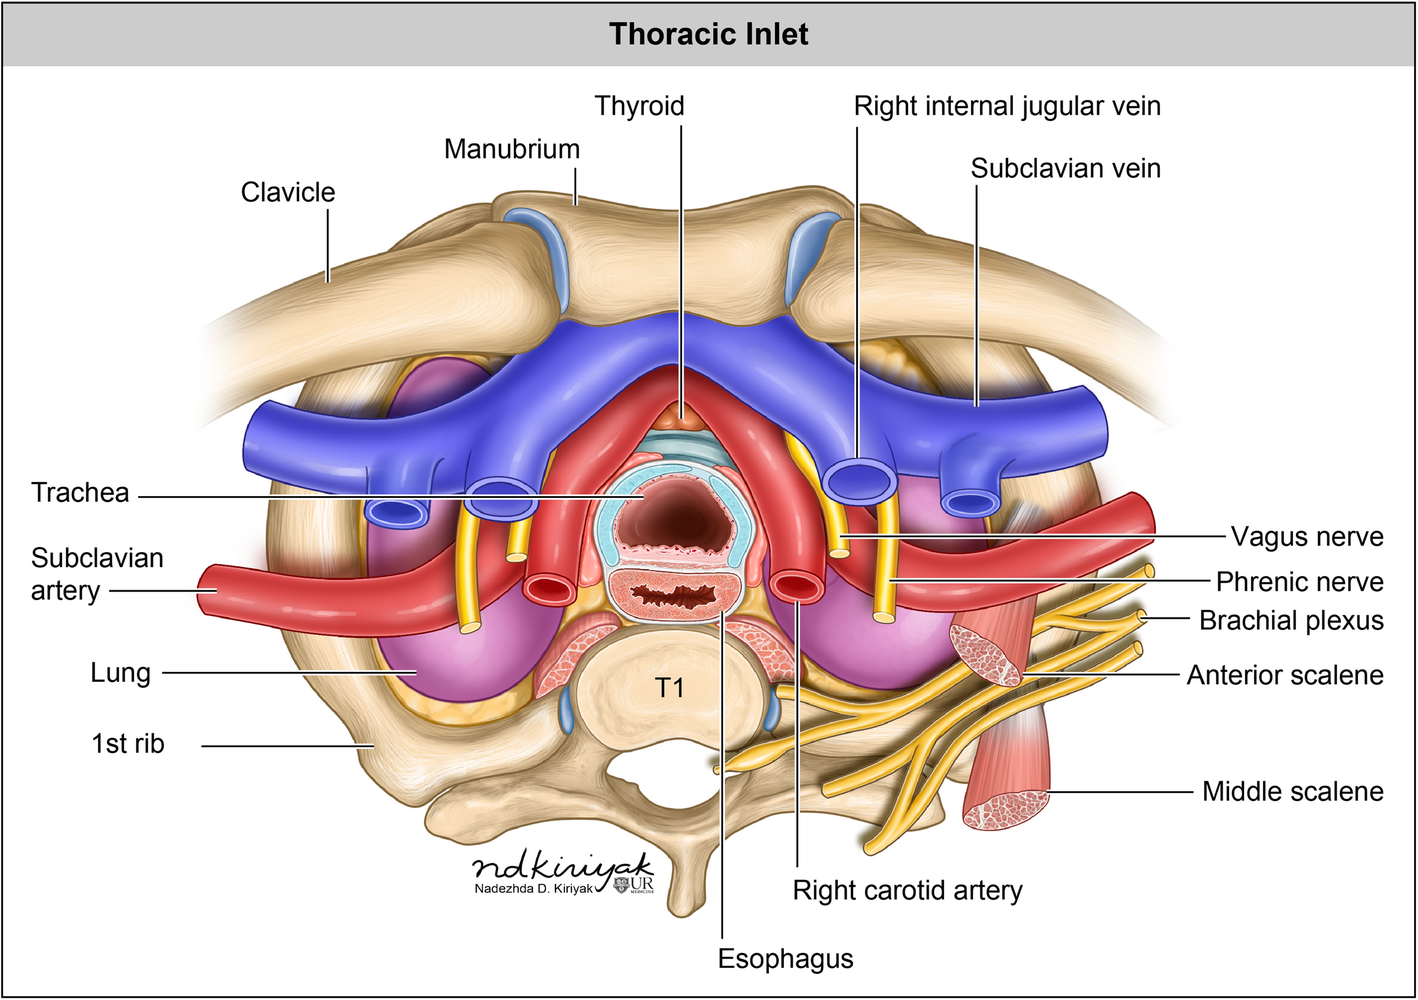 Thoracic Inlet
Thyroid
Right internal jugular vein
Manubrium
Subclavian vein
Clavicle
Trachea
Vagus nerve
Subclavian
artery
Phrenic nerve
Brachial plexus
Lung
Anterior scalene
T1
1st rib
Middle scalene
ndkiriyak
Nadezhda D. Kiriyak
UR
MEDICINE
Right carotid artery
Esophagus